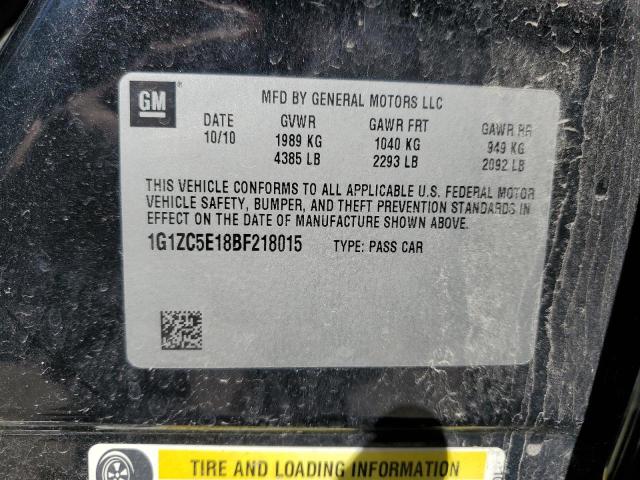 GM
MFD BY GENERAL MOTORS LLC
DATE GVWR GAWR FRT GAWR RR
10/10 1989 KG 1040 KG 949 KG
4385 LB 2293 LB 2092 LB
THIS VEHICLE CONFORMS TO ALL APPLICABLE U.S. FEDERAL MOTOR
VEHICLE SAFETY, BUMPER, AND THEFT PREVENTION STANDARDS IN
EFFECT ON THE DATE OF MANUFACTURE SHOWN ABOVE.
1G1ZC5E18BF218015 TYPE: PASS CAR
TIRE AND LOADING INFORMATION